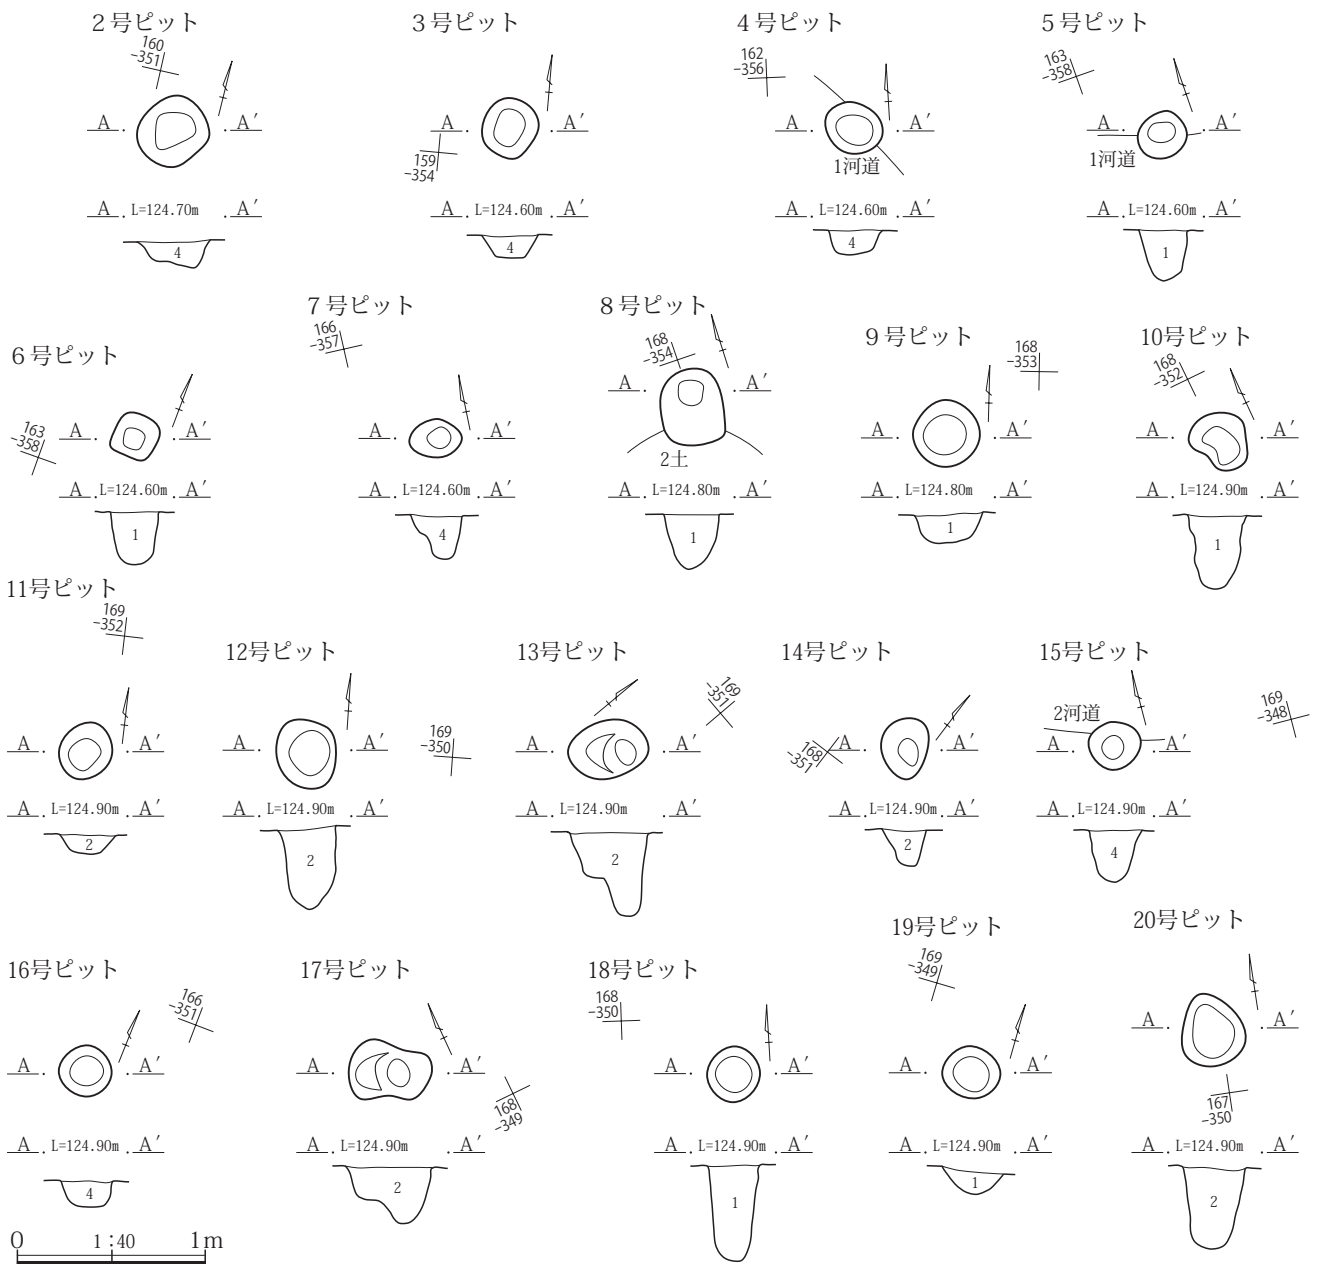 ２号ピット
160
-351
A . . A′
A . L=124.70m . A′
4
３号ピット
A . . A′
159
-354
A . L=124.60m . A′
4
４号ピット
162
-356
A . . A′
1河道
A . L=124.60m . A′
4
５号ピット
163
-358
A . . A′
1河道
A . L=124.60m . A′
1
６号ピット
163
-358
A . . A′
A . L=124.60m . A′
1
７号ピット
166
-357
A . . A′
A . L=124.60m . A′
4
８号ピット
168
-354
A . . A′
2土
A . L=124.80m . A′
1
９号ピット
168
-353
A . . A′
A . L=124.80m . A′
1
10号ピット
168
-352
A . . A′
A . L=124.90m . A′
1
11号ピット
169
-352
A . . A′
A . L=124.90m . A′
2
12号ピット
A . . A′
169
-350
A . L=124.90m . A′
2
13号ピット
169
-351
A . . A′
A . L=124.90m . A′
2
14号ピット
168
-351
A . . A′
A . L=124.90m . A′
2
15号ピット
2河道
169
-348
A . . A′
A . L=124.90m . A′
4
16号ピット
166
-351
A . . A′
A . L=124.90m . A′
4
17号ピット
A . . A′
168
-349
A . L=124.90m . A′
2
18号ピット
168
-350
A . . A′
A . L=124.90m . A′
1
19号ピット
169
-349
A . . A′
A . L=124.90m . A′
1
20号ピット
A . . A′
167
-350
A . L=124.90m . A′
2
0 1:40 1m